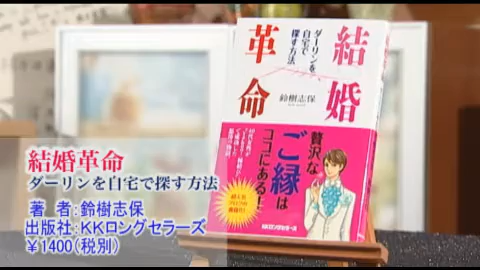 結婚
革命
ダーリンを、
自宅で
探す方法
鈴樹志保
贅沢な
ご縁は
ココにある!
KKロングセラーズ
結婚革命
ダーリンを自宅で探す方法
著 者:鈴樹志保
出版社:KKロングセラーズ
¥1400(税別)